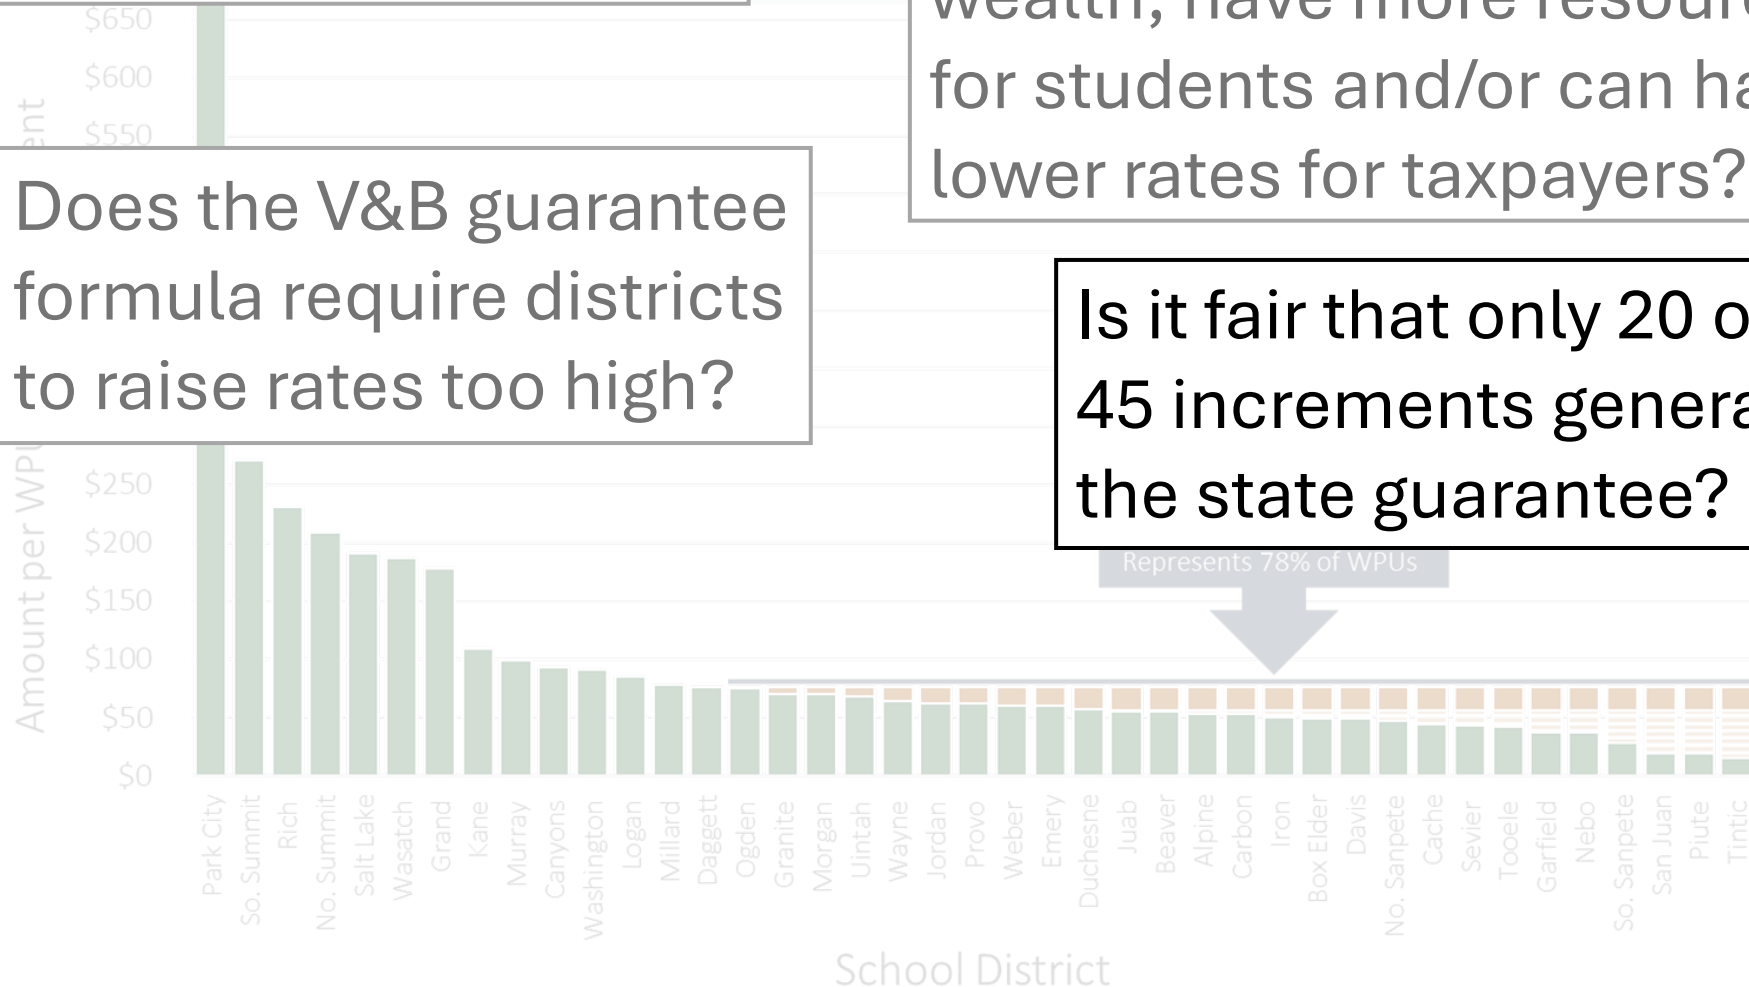 wealth, have more resour
for students and/or can ha
lower rates for taxpayers?
Does the V&B guarantee
formula require districts
to raise rates too high?
Is it fair that only 20 o
45 increments genera
the state guarantee?
Represents 78% of WPUs
$650
$600
$550
$250
$200
$150
$100
$50
$0
Amount per WPU
Park City
So. Summit
Rich
No. Summit
Salt Lake
Wasatch
Grand
Kane
Murray
Canyons
Washington
Logan
Millard
Daggett
Ogden
Granite
Morgan
Uintah
Wayne
Jordan
Provo
Weber
Emery
Duchesne
Juab
Beaver
Alpine
Carbon
Iron
Box Elder
Davis
No. Sanpete
Cache
Sevier
Tooele
Garfield
Nebo
So. Sanpete
San Juan
Piute
Tintic
School District